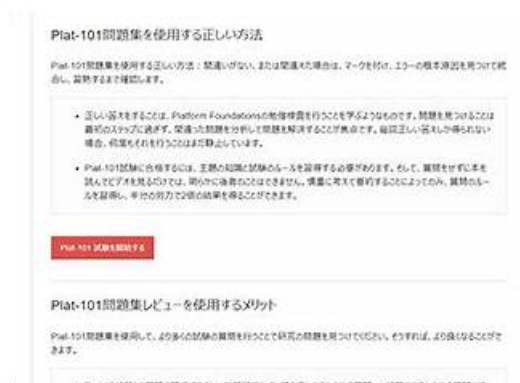 Plat-101問題集を使用する正しい方法
Plat-101問題集を使用する正しい方法：間違いない、または間違えた場合は、マークを付け、エラーの根本原因を見つけて統
合し、習熟するまで確認します。
正しい答えをすることは、Platform Foundationsの勉強検査を行うことを学ぶようなものです。問題を見つけることは
最初のステップに過ぎず、間違った問題を分析して問題を解決することが焦点です。毎回正しい答えしか得られない
場合、何度もそれを行うことはまだ静止しています。
Plat-101試験に合格するには、主題の知識と試験のルールを習得する必要があります。そして、質問をせずに本を
読んでビデオを見るだけでは、明らかに後者のことはできません。慎重に考えて要約することによってのみ、質問のルー
ルを習得し、半分の労力で2倍の結果を得ることができます。
Plat-101 試験を開始する
Plat-101問題集レビューを使用するメリット
Plat-101問題集を使用して、より多くの試験の質問を行うことで研究の問題を見つけてください。そうすれば、より良くなることがで
きます。